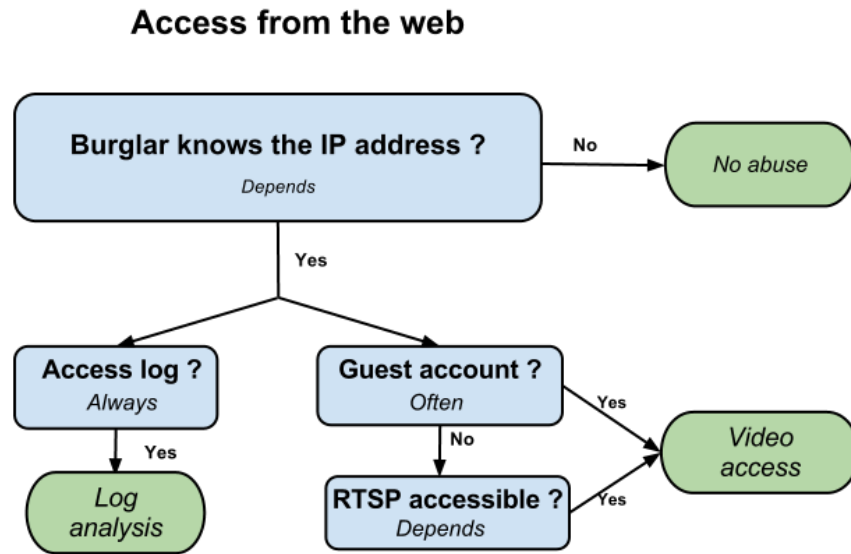 Access from the web
Burglar knows the IP address ?
Depends
No
No abuse
Yes
Access log ?
Always
Guest account ?
Often
Yes
No
Yes
Video
access
Log
analysis
RTSP accessible ?
Depends
Yes